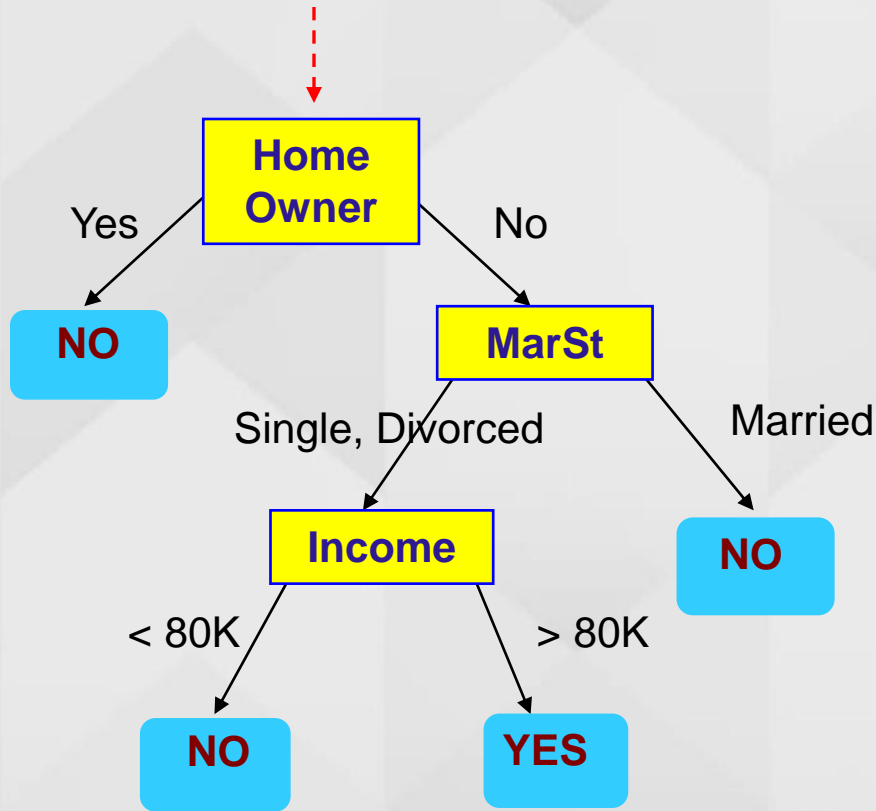 Home
Owner
Yes
No
NO
MarSt
Single, Divorced
Married
Income
NO
< 80K
> 80K
NO
YES